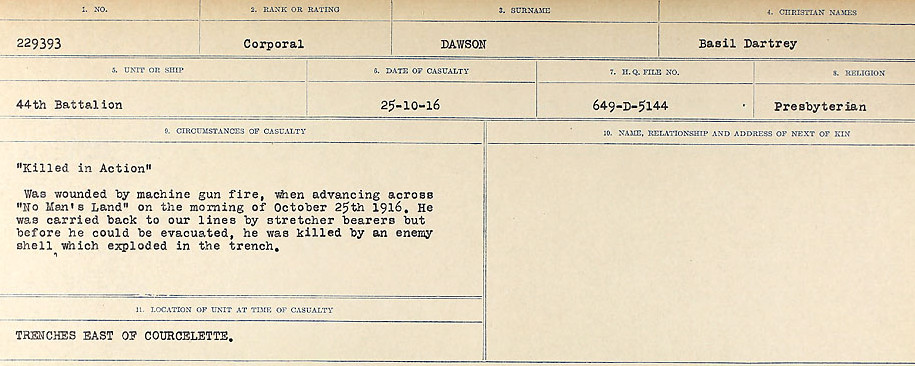 1. NO.
2. RANK OR RATING
3. SURNAME
4. CHRISTIAN NAMES
229393
Corporal
DAWSON
Basil Dartrey
5. UNIT OR SHIP
6. DATE OF CASUALTY
7. H.Q. FILE NO.
8. RELIGION
44th Battalion
25-10-16
649-D-5144
Presbyterian
9. CIRCUMSTANCES OF CASUALTY
10. NAME, RELATIONSHIP AND ADDRESS OF NEXT OF KIN
"Killed in Action"
Was wounded by machine gun fire, when advancing across
"No Man's Land" on the morning of October 25th 1916. He
was carried back to our lines by stretcher bearers but
before he could be evacuated, he was killed by an enemy
shell, which exploded in the trench.
11. LOCATION OF UNIT AT TIME OF CASUALTY
TRENCHES EAST OF COURCELETTE.